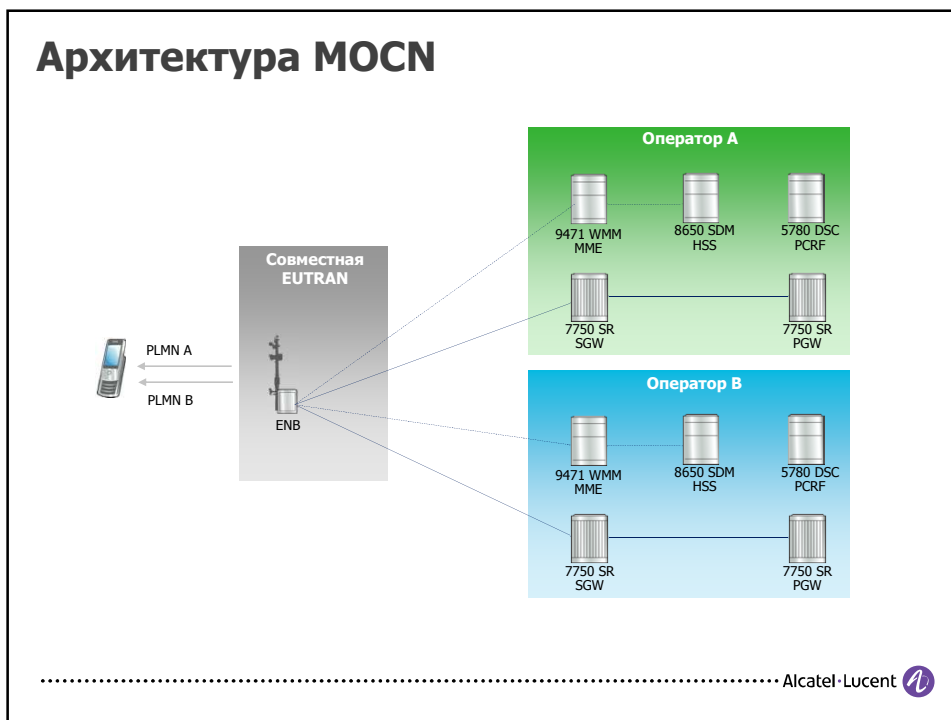 Архитектура MOCN
Оператор A
9471 WMM
MME
8650 SDM
HSS
5780 DSC
PCRF
7750 SR
SGW
7750 SR
PGW
Совместная
EUTRAN
PLMN A
PLMN B
ENB
Оператор B
9471 WMM
MME
8650 SDM
HSS
5780 DSC
PCRF
7750 SR
SGW
7750 SR
PGW
Alcatel·Lucent